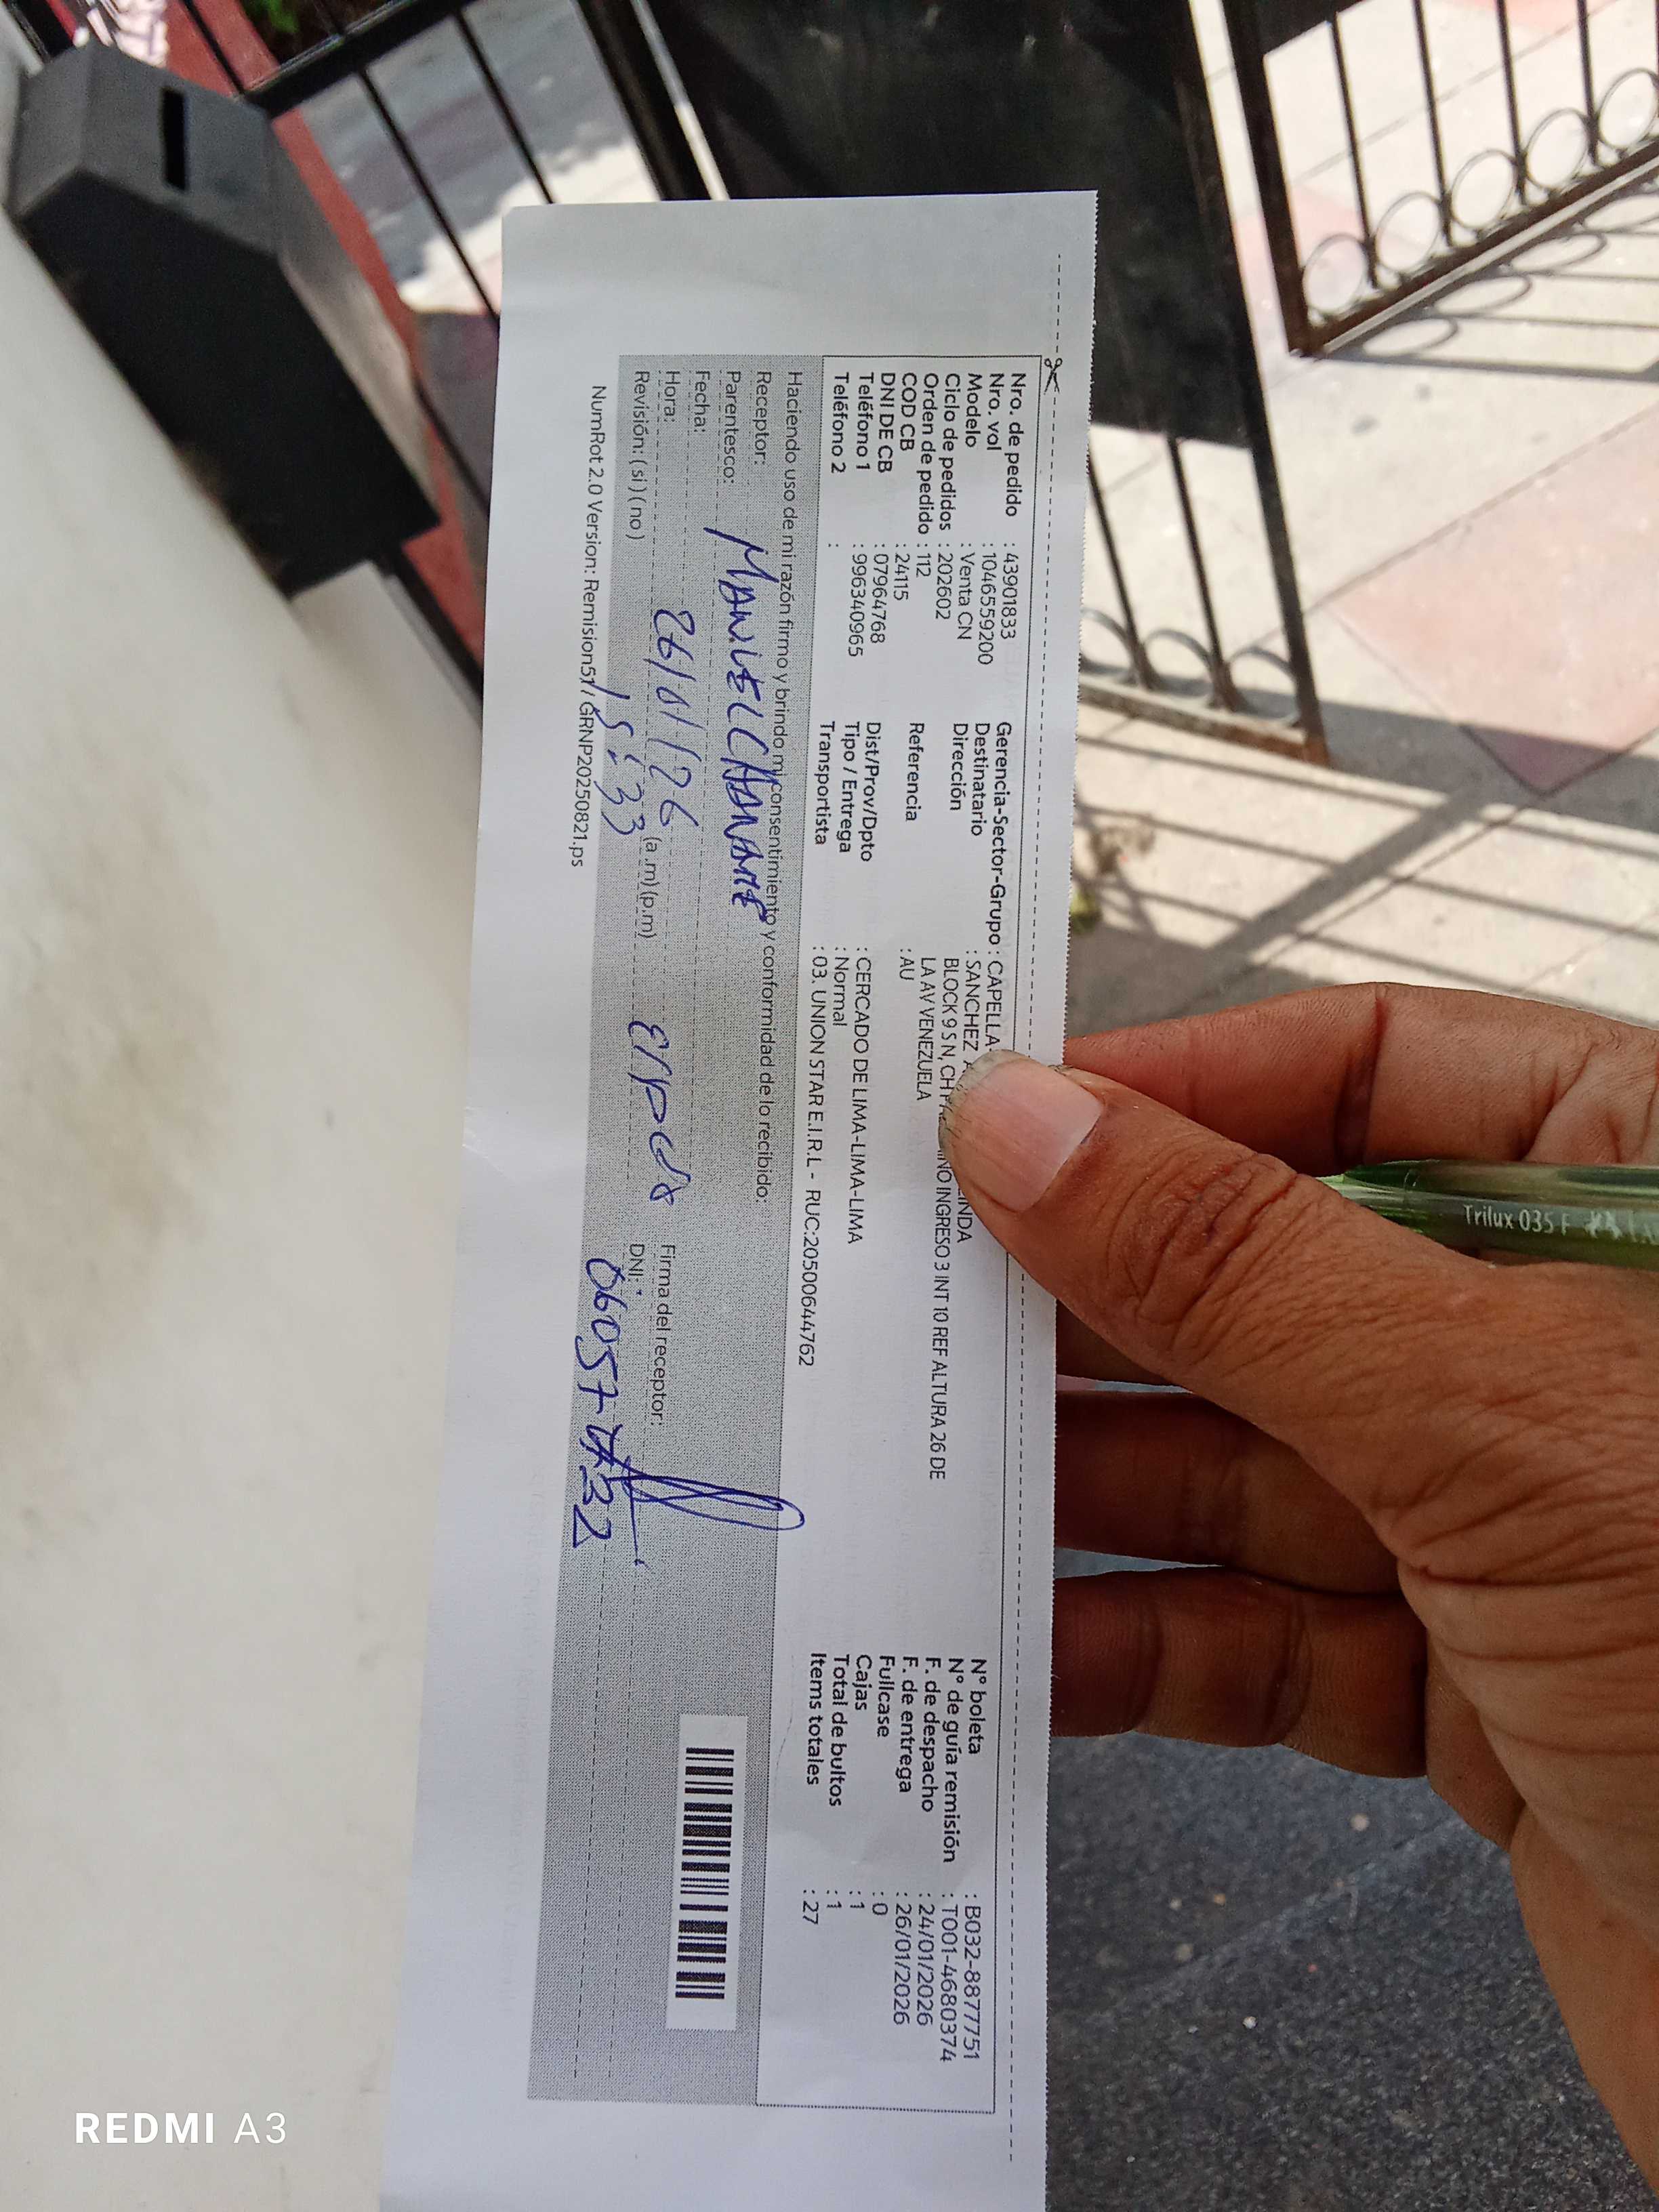 Nro. de pedido : 43901833
Nro. vol : 1046559200
Modelo : Venta CN
Ciclo de pedidos : 202602
Orden de pedido : 112
COD CB : 24115
DNI DE CB : 07964768
Teléfono 1 : 996340965
Teléfono 2 :
Gerencia-Sector-Grupo : CAPELLA-
Destinatario : SANCHEZ
Dirección BLOCK 9 S N, CH INGRESO 3 INT 10 REF ALTURA 26 DE
LA AV VENEZUELA
Referencia : AU
Dist/Prov/Dpto : CERCADO DE LIMA-LIMA-LIMA
Tipo / Entrega : Normal
Transportista : 03. UNION STAR E.I.R.L - RUC:20500644762
N° boleta : B032-8877751
N° de guía remisión : T001-4680374
F. de despacho : 24/01/2026
F. de entrega : 26/01/2026
Fullcase : 0
Cajas : 1
Total de bultos : 1
Items totales : 27
Haciendo uso de mi razón firmo y brindo mi consentimiento y conformidad de lo recibido:
Receptor:
Parentesco:
Fecha: 26/01/26
Hora: 15:33 (a.m) (p.m)
Revisión: ( si ) ( no )
Firma del receptor:
DNI:
NumRot 2.0 Version: Remision51/GRNP20250821.ps
Trilux 035 F
REDMI A3